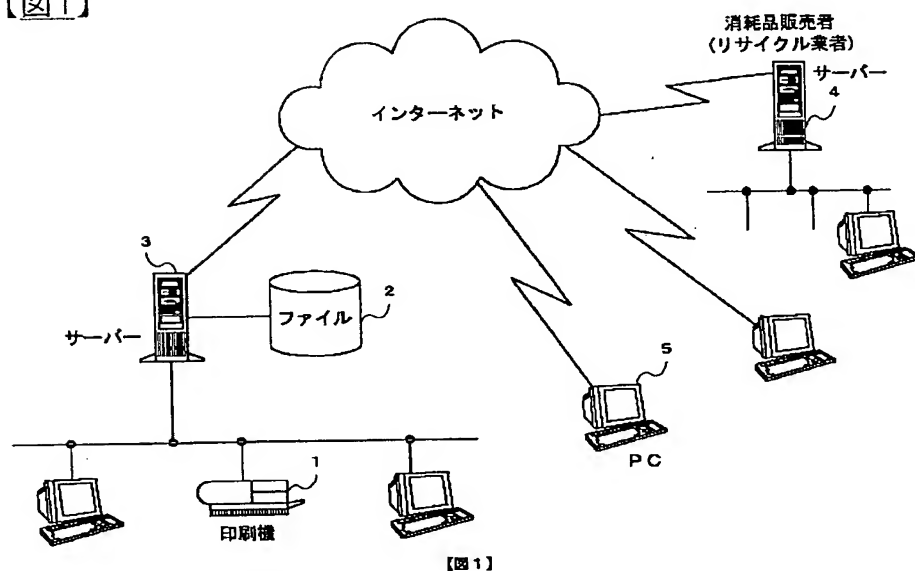 【図1】
消耗品販売君
(リサイクル業者)
サーバー
4
インターネット
3
サーバー
ファイル
2
5
PC
1
印刷機
【図1】